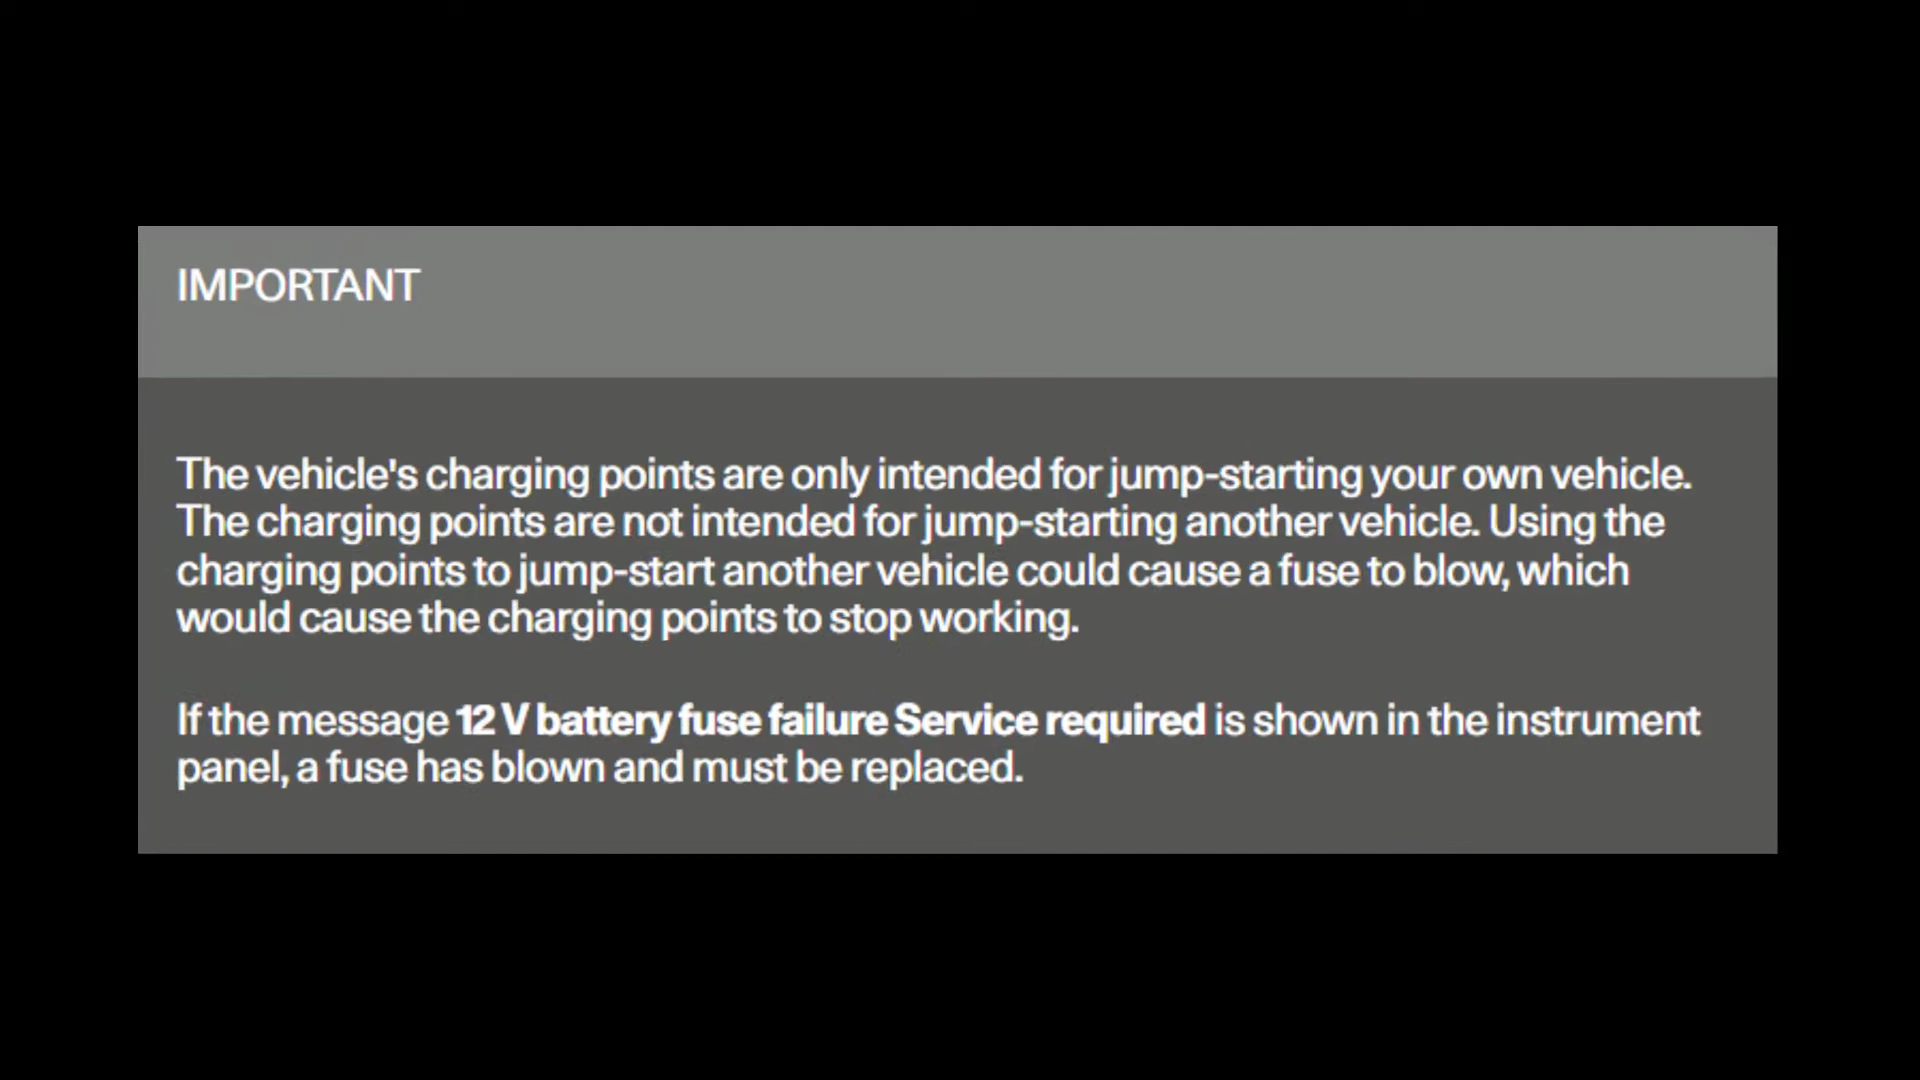 IMPORTANT
The vehicle's charging points are only intended for jump-starting your own vehicle.
The charging points are not intended for jump-starting another vehicle. Using the
charging points to jump-start another vehicle could cause a fuse to blow, which
would cause the charging points to stop working.
If the message 12 V battery fuse failure Service required is shown in the instrument
panel, a fuse has blown and must be replaced.